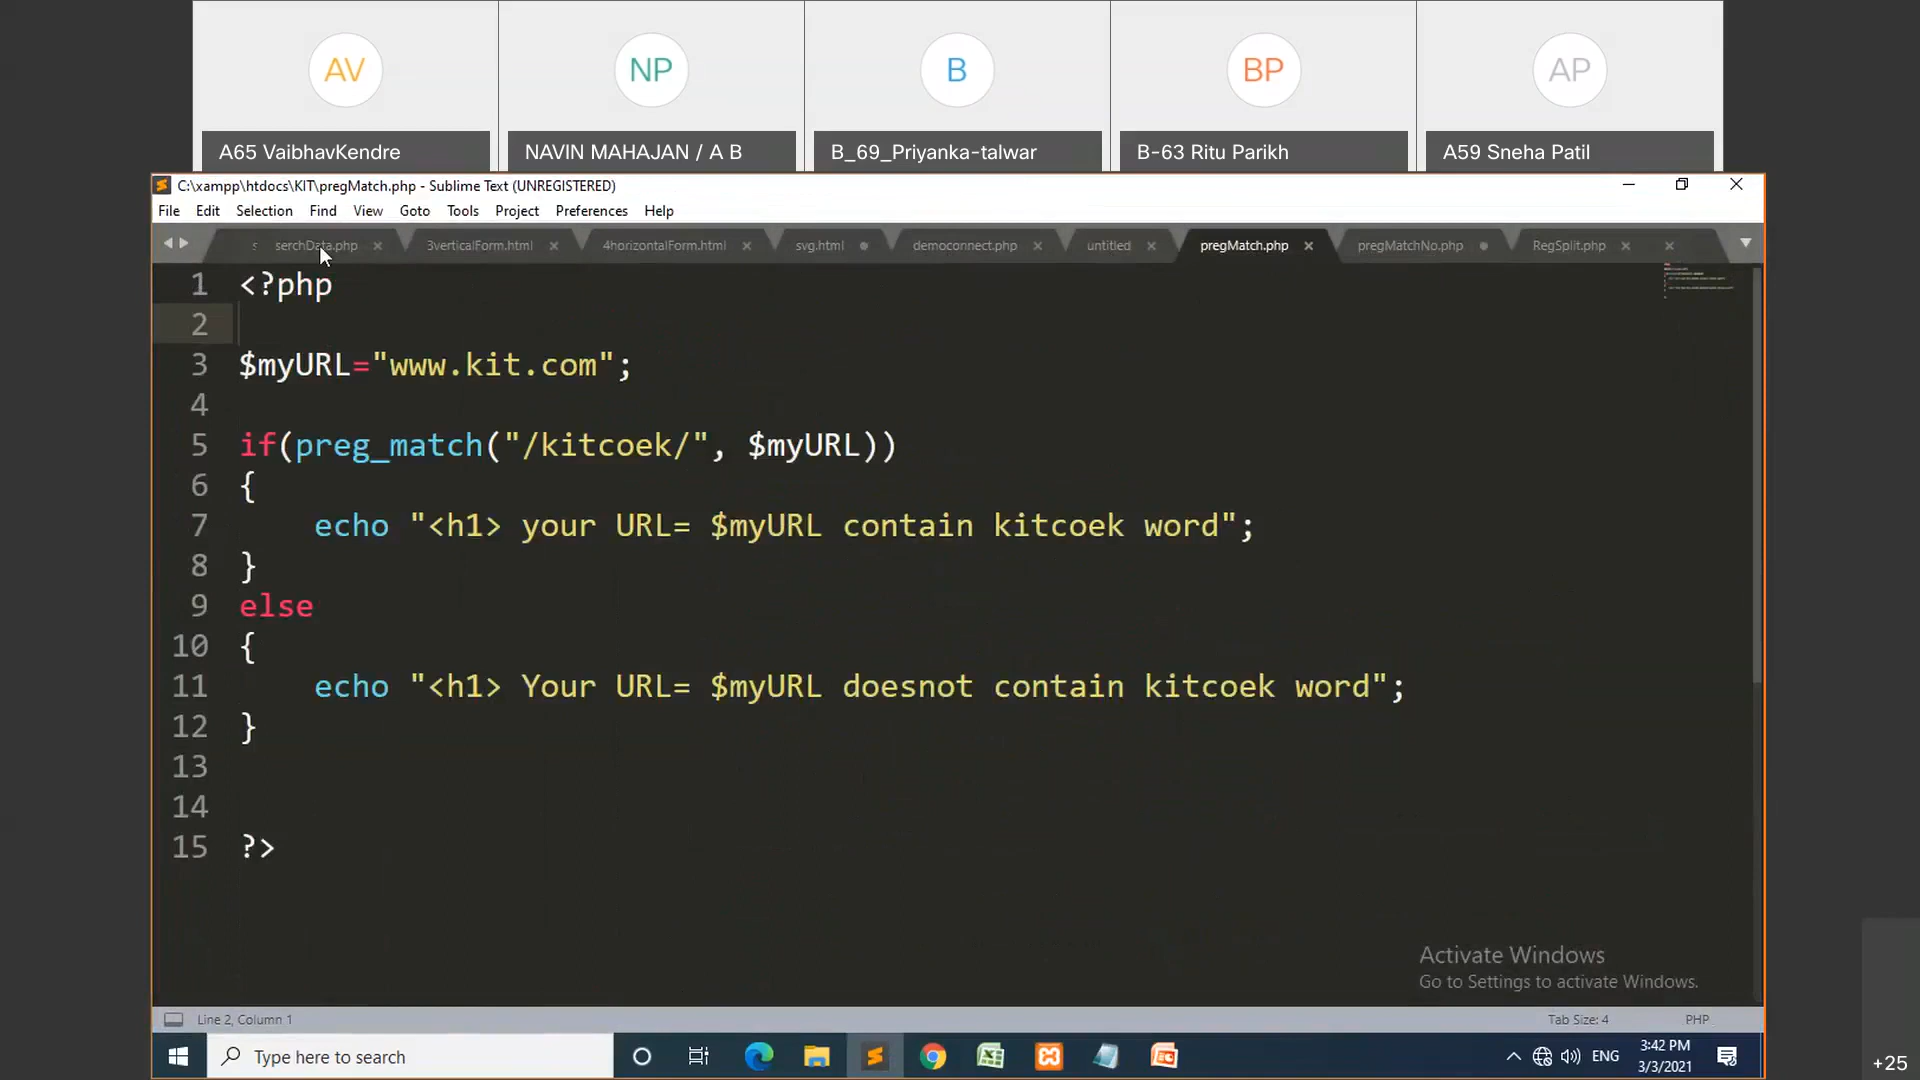 AV
NP
B
BP
AP
A65 VaibhavKendre
NAVIN MAHAJAN / A B
B_69_Priyanka-talwar
B-63 Ritu Parikh
A59 Sneha Patil
C:\xampp\htdocs\KIT\pregMatch.php - Sublime Text (UNREGISTERED)
File Edit Selection Find View Goto Tools Project Preferences Help
s serchData.php 3verticalForm.html 4horizontalForm.html svg.html democonnect.php untitled pregMatch.php pregMatchNo.php RegSplit.php
1 <?php
2
3 $myURL="www.kit.com";
4
5 if(preg_match("/kitcoek/", $myURL))
6 {
7 echo "<h1> your URL= $myURL contain kitcoek word";
8 }
9 else
10 {
11 echo "<h1> Your URL= $myURL doesnot contain kitcoek word";
12 }
13
14
15 ?>
Activate Windows
Go to Settings to activate Windows.
Line 2, Column 1
Tab Size: 4 PHP
Type here to search
ENG
3:42 PM
3/3/2021
+25